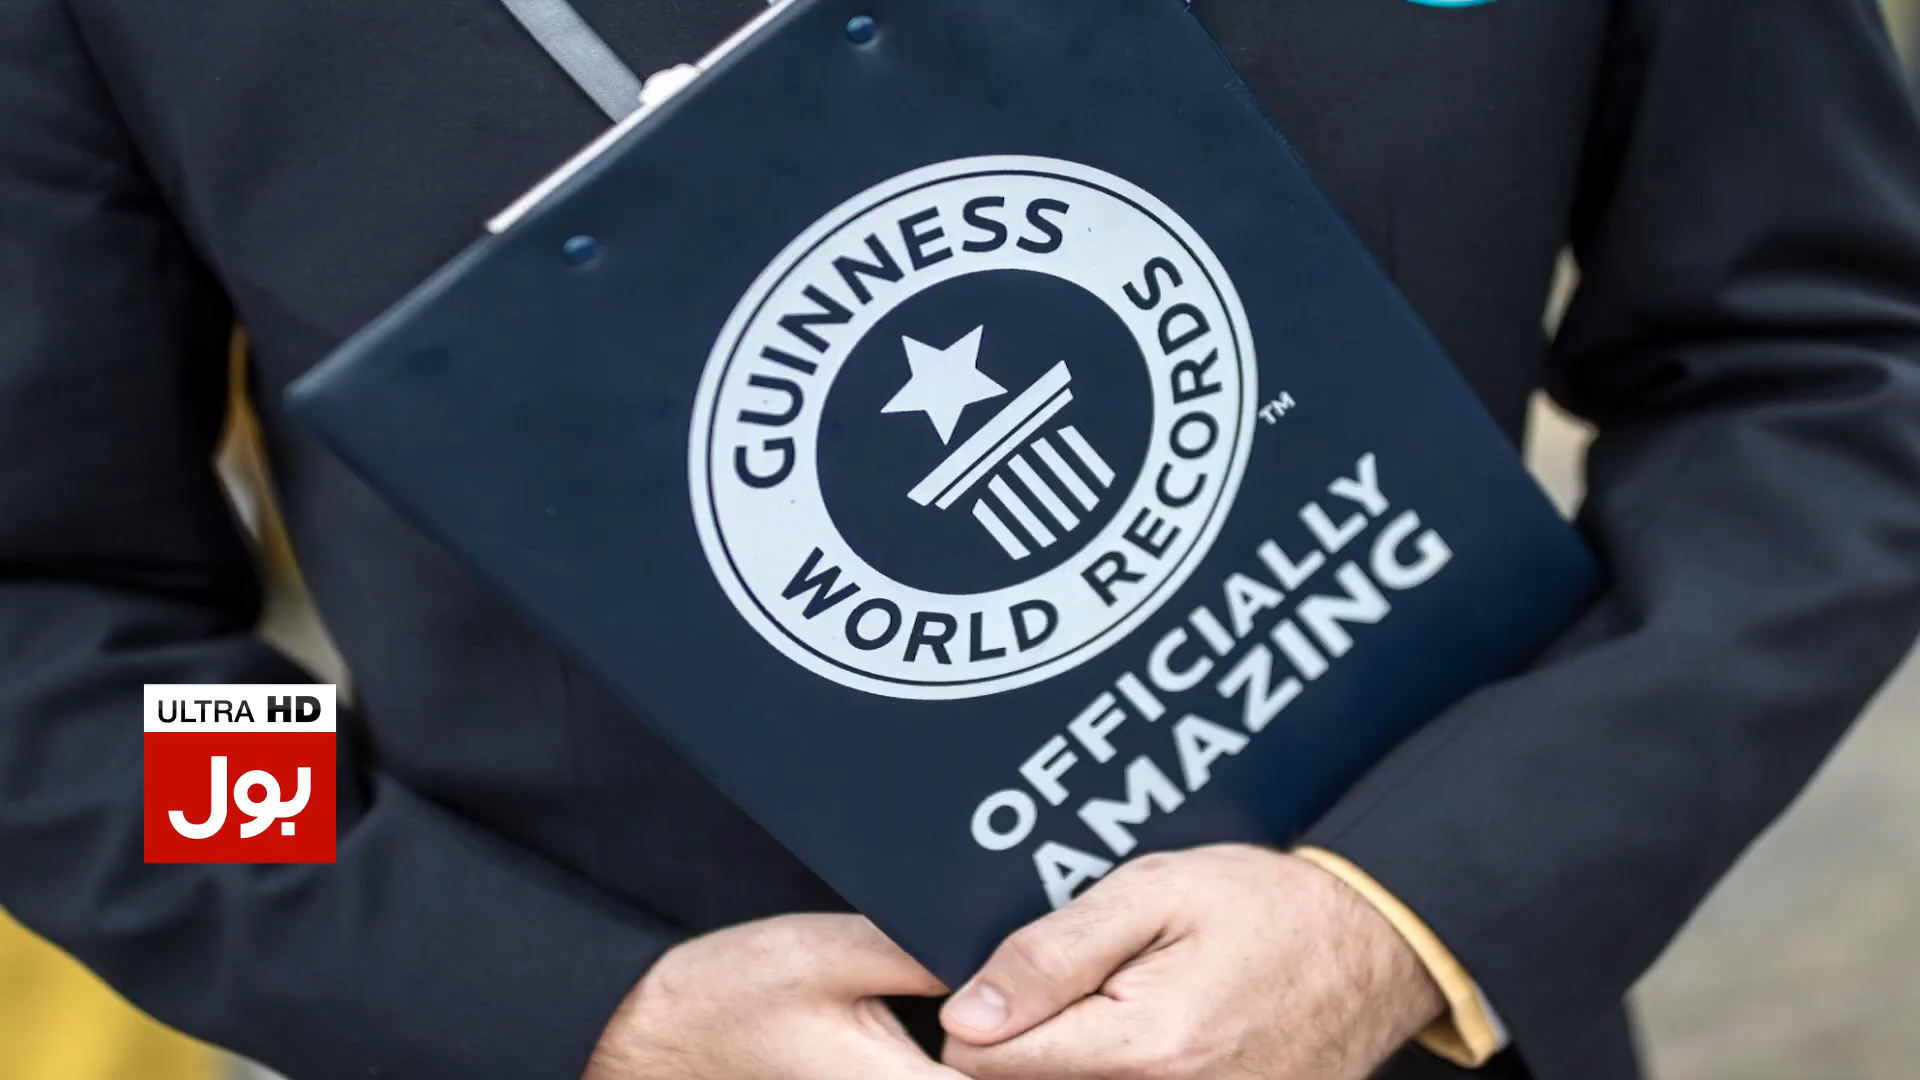 GUINNESS
WORLD RECORDS
TM
OFFICIALLY
AMAZING
ULTRA HD
بول